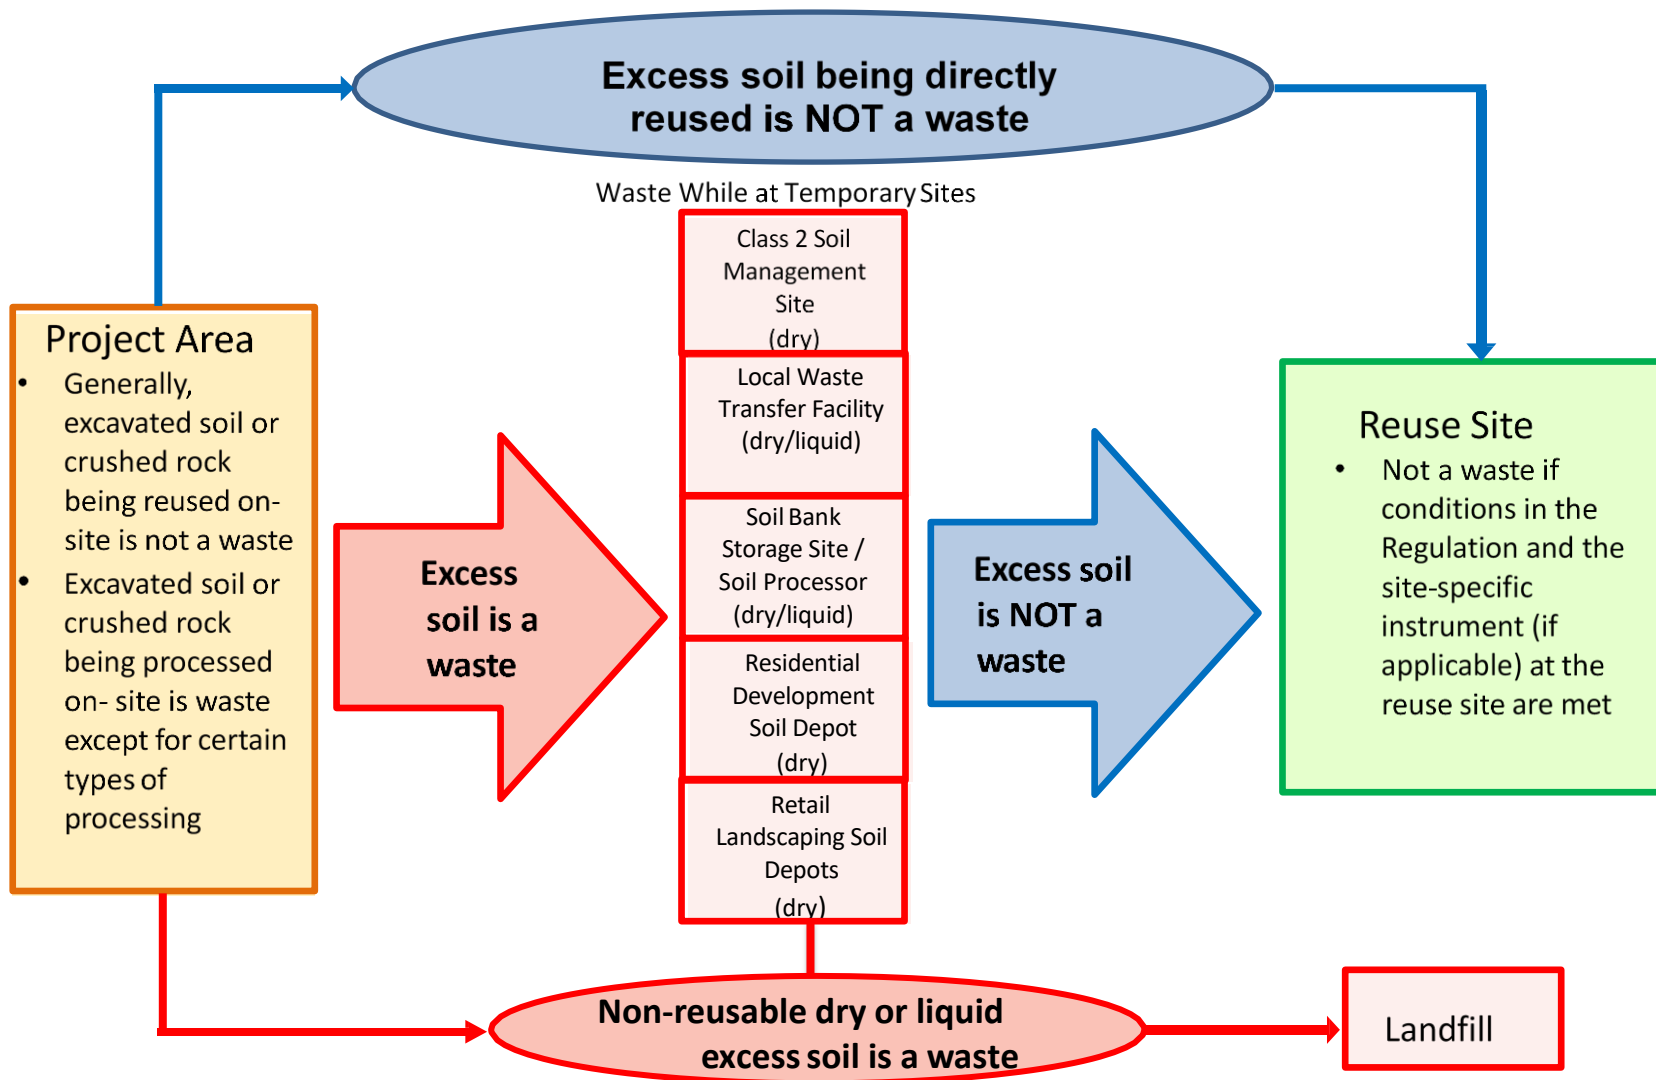 Excess soil being directly
reused is NOT a waste
Waste While at Temporary Sites
Project Area
• Generally,
excavated soil or
crushed rock
being reused on-
site is not a waste
• Excavated soil or
crushed rock
being processed
on- site is waste
except for certain
types of
processing
Excess
soil is a
waste
Class 2 Soil
Management
Site
(dry)
Local Waste
Transfer Facility
(dry/liquid)
Soil Bank
Storage Site /
Soil Processor
(dry/liquid)
Residential
Development
Soil Depot
(dry)
Retail
Landscaping Soil
Depots
(dry)
Excess soil
is NOT a
waste
Reuse Site
• Not a waste if
conditions in the
Regulation and the
site-specific
instrument (if
applicable) at the
reuse site are met
Non-reusable dry or liquid
excess soil is a waste
Landfill